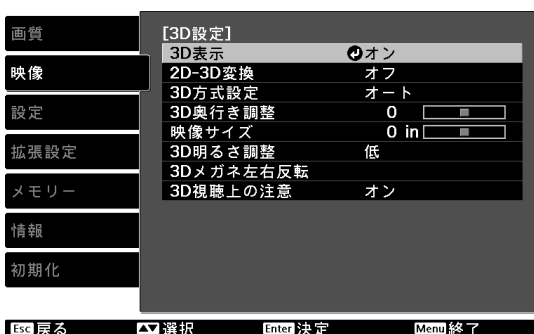 画質
映像
設定
拡張設定
メモリー
情報
初期化
[3D設定]
3D表示 オン
2D-3D変換 オフ
3D方式設定 オート
3D奥行き調整 0
映像サイズ 0 in
3D明るさ調整 低
3Dメガネ左右反転
3D視聴上の注意 オン
Esc 戻る 選択 Enter 決定 Menu 終了